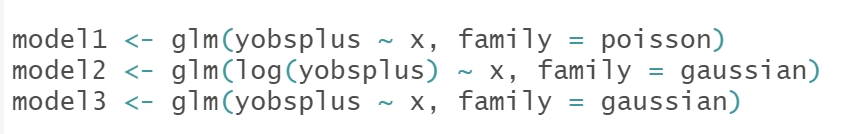 model1 <- glm(yobsplus ~ x, family = poisson)
model2 <- glm(log(yobsplus) ~ x, family = gaussian)
model3 <- glm(yobsplus ~ x, family = gaussian)